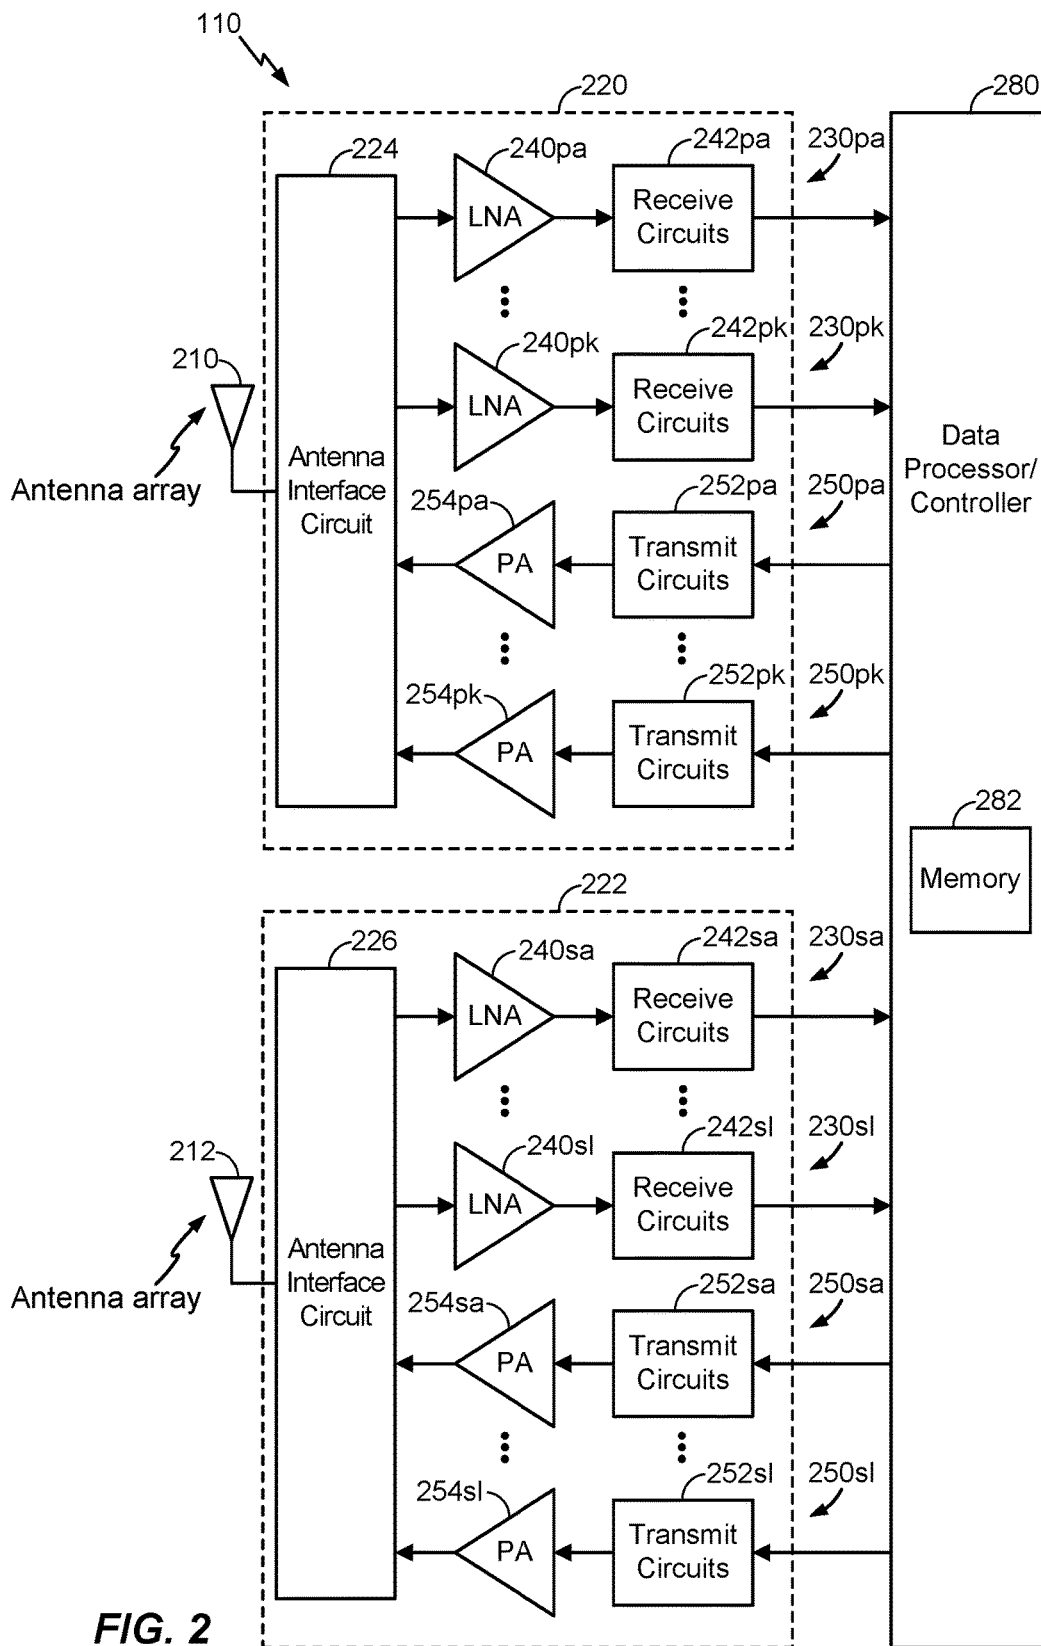 110
220
280
224
240pa
242pa
230pa
LNA
Receive
Circuits
240pk
242pk
230pk
210
LNA
Receive
Circuits
Data
Processor/
Controller
Antenna array
Antenna
Interface
Circuit
254pa
252pa
250pa
PA
Transmit
Circuits
254pk
252pk
250pk
PA
Transmit
Circuits
282
Memory
222
226
240sa
242sa
230sa
LNA
Receive
Circuits
240sl
242sl
230sl
212
LNA
Receive
Circuits
Antenna array
Antenna
Interface
Circuit
254sa
252sa
250sa
PA
Transmit
Circuits
254sl
252sl
250sl
PA
Transmit
Circuits
FIG. 2